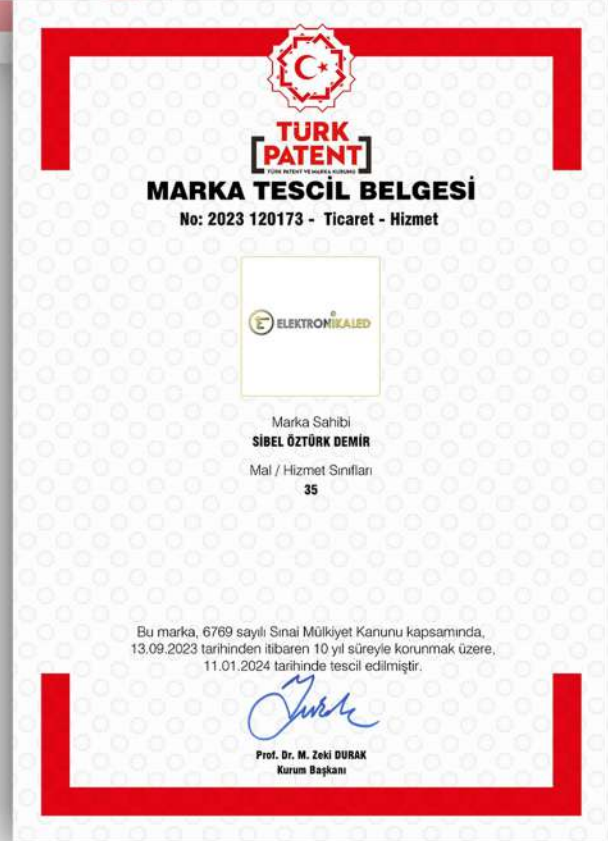 TÜRK
PATENT
TÜRK PATENT VE MARKA KURUMU
MARKA TESCİL BELGESİ
No: 2023 120173 - Ticaret - Hizmet
ELEKTRONİKALED
Marka Sahibi
SİBEL ÖZTÜRK DEMİR
Mal / Hizmet Sınıfları
35
Bu marka, 6769 sayılı Sınai Mülkiyet Kanunu kapsamında,
13.09.2023 tarihinden itibaren 10 yıl süreyle korunmak üzere,
11.01.2024 tarihinde tescil edilmiştir.
Prof. Dr. M. Zeki DURAK
Kurum Başkanı